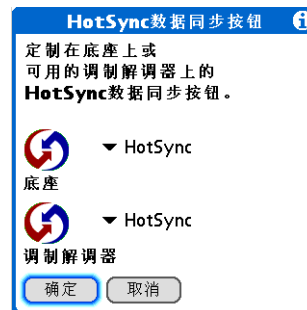 HotSync数据同步按钮
定制在底座上或
可用的调制解调器上的
HotSync数据同步按钮。
HotSync
底座
HotSync
调制解调器
确定 取消